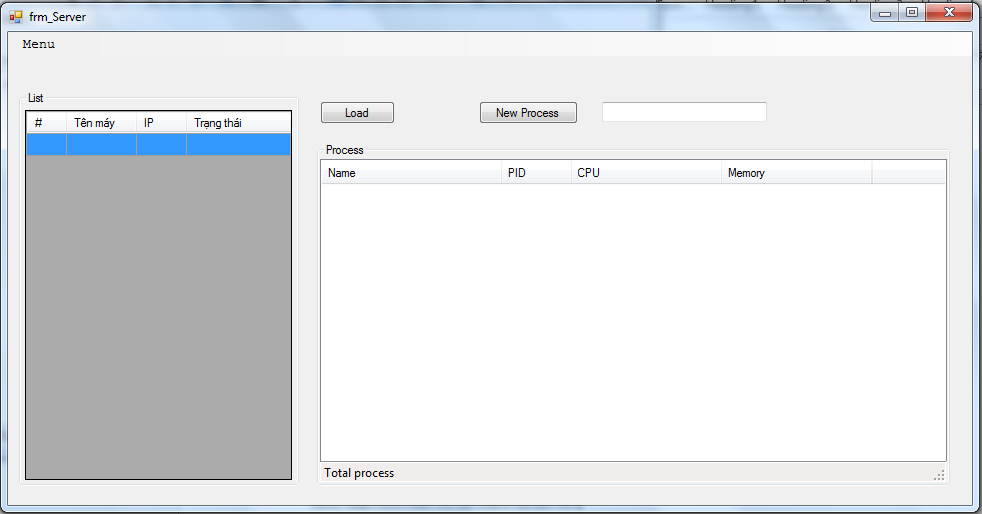 frm_Server
Menu
List
# Tên máy IP Trạng thái
Load New Process
Process
Name PID CPU Memory
Total process